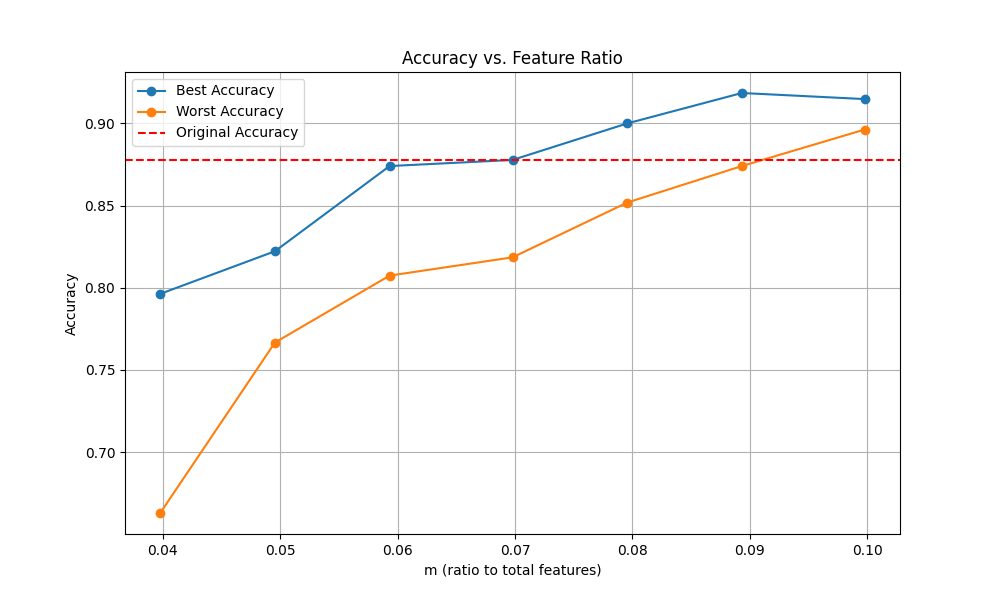 Accuracy vs. Feature Ratio
Best Accuracy
Worst Accuracy
Original Accuracy
Accuracy
0.90
0.85
0.80
0.75
0.70
0.04 0.05 0.06 0.07 0.08 0.09 0.10
m (ratio to total features)